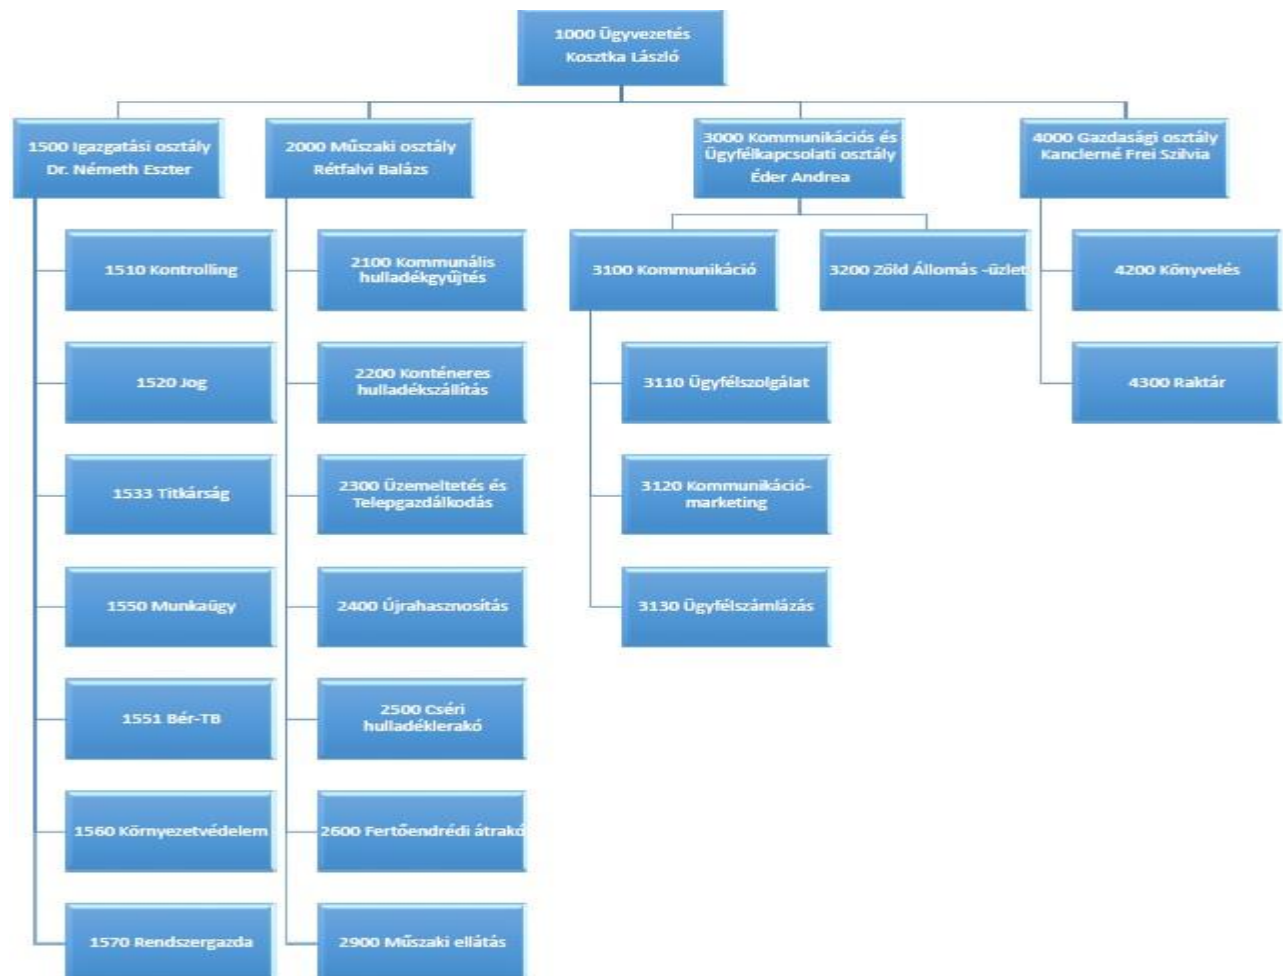 1000 Ügyvezetés
Kosztka László
1500 Igazgatási osztály
Dr. Németh Eszter
2000 Műszaki osztály
Rétfalvi Balázs
3000 Kommunikációs és
Ügyfélkapcsolati osztály
Éder Andrea
4000 Gazdasági osztály
Kanclerné Frei Szilvia
1510 Kontrolling
1520 Jog
1533 Titkárság
1550 Munkaügy
1551 Bér-TB
1560 Környezetvédelem
1570 Rendszergazda
2100 Kommunális
hulladékgyűjtés
2200 Konténeres
hulladékszállítás
2300 Üzemeltetés és
Telepgazdálkodás
2400 Újrahasznosítás
2500 Cséri
hulladéklerakó
2600 Fertőendrédi átrakó
2900 Műszaki ellátás
3100 Kommunikáció
3110 Ügyfélszolgálat
3120 Kommunikáció-
marketing
3130 Ügyfélszámlázás
3200 Zöld Állomás -üzlet
4200 Könyvelés
4300 Raktár